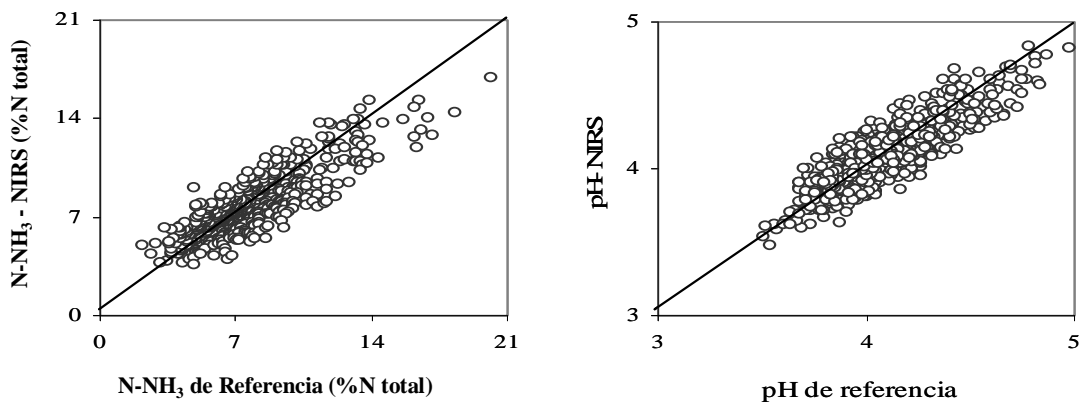 N-NH3 - NIRS (%N total)
21
14
7
0
0 7 14 21
N-NH3 de Referencia (%N total)
pH-NIRS
5
4
3
3 4 5
pH de referencia